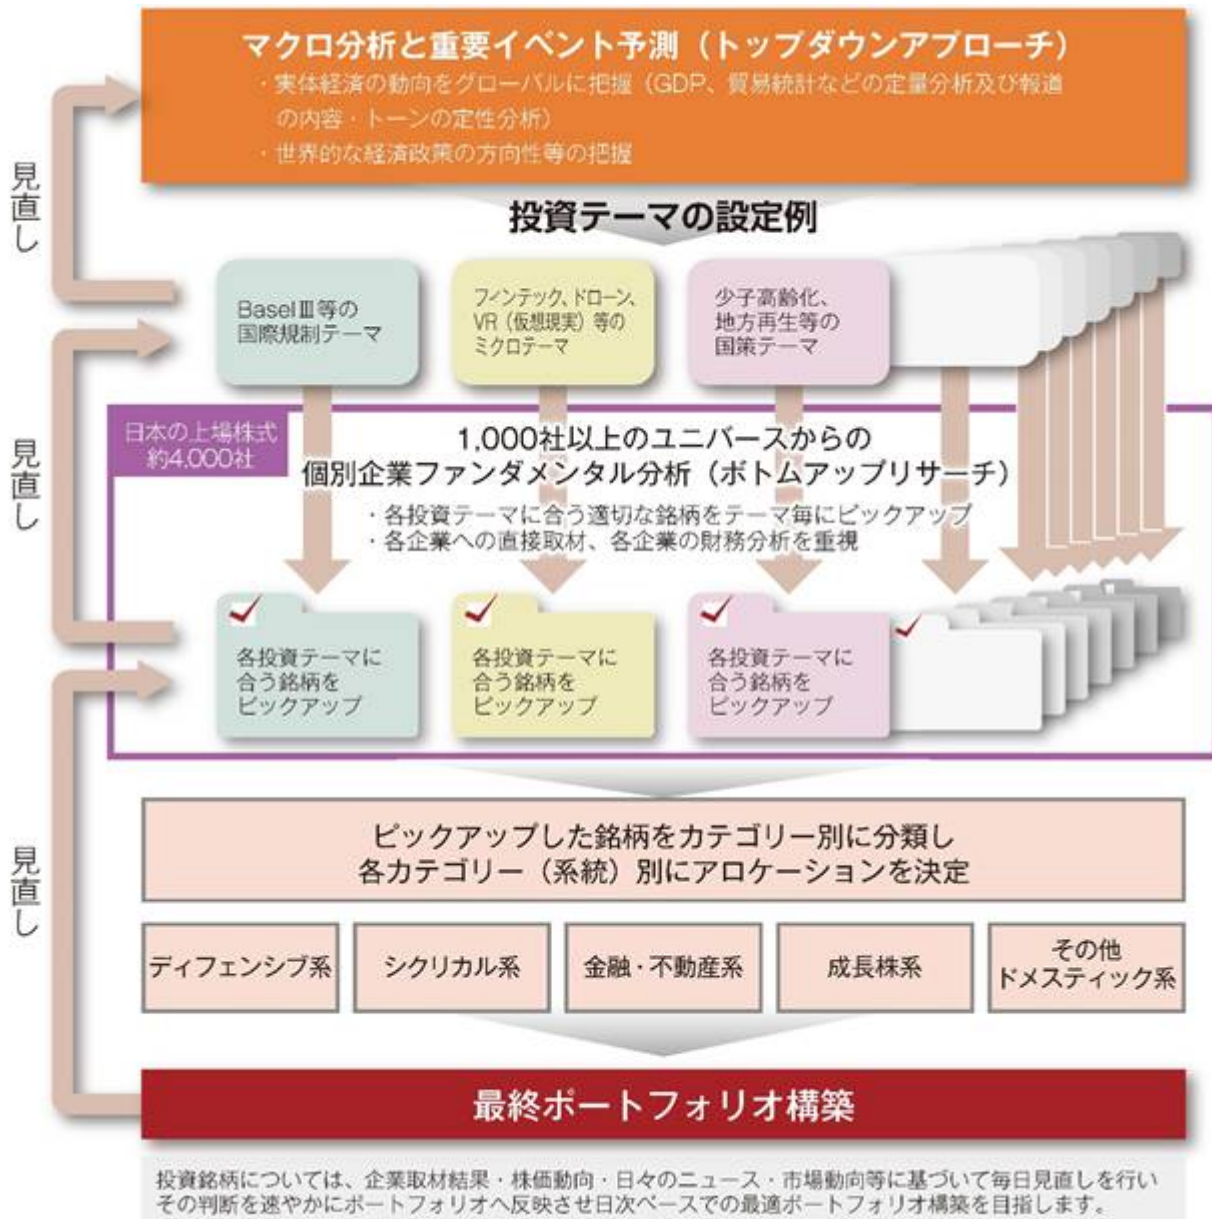 マクロ分析と重要イベント予測（トップダウンアプローチ）
・実体経済の動向をグローバルに把握（GDP、貿易統計などの定量分析及び報道
の内容・トーンの定性分析）
・世界的な経済政策の方向性等の把握
見直し
投資テーマの設定例
BaselⅢ等の
国際規制テーマ
フィンテック、ドローン、
VR（仮想現実）等の
ミクロテーマ
少子高齢化、
地方再生等の
国策テーマ
見直し
日本の上場株式
約4,000社
1,000社以上のユニバースからの
個別企業ファンダメンタル分析（ボトムアップリサーチ）
・各投資テーマに合う適切な銘柄をテーマ毎にピックアップ
・各企業への直接取材、各企業の財務分析を重視
各投資テーマに
合う銘柄を
ピックアップ
各投資テーマに
合う銘柄を
ピックアップ
各投資テーマに
合う銘柄を
ピックアップ
見直し
ピックアップした銘柄をカテゴリー別に分類し
各カテゴリー（系統）別にアロケーションを決定
ディフェンシブ系
シクリカル系
金融・不動産系
成長株系
その他
ドメスティック系
最終ポートフォリオ構築
投資銘柄については、企業取材結果・株価動向・日々のニュース・市場動向等に基づいて毎日見直しを行い
その判断を速やかにポートフォリオへ反映させ日次ベースでの最適ポートフォリオ構築を目指します。